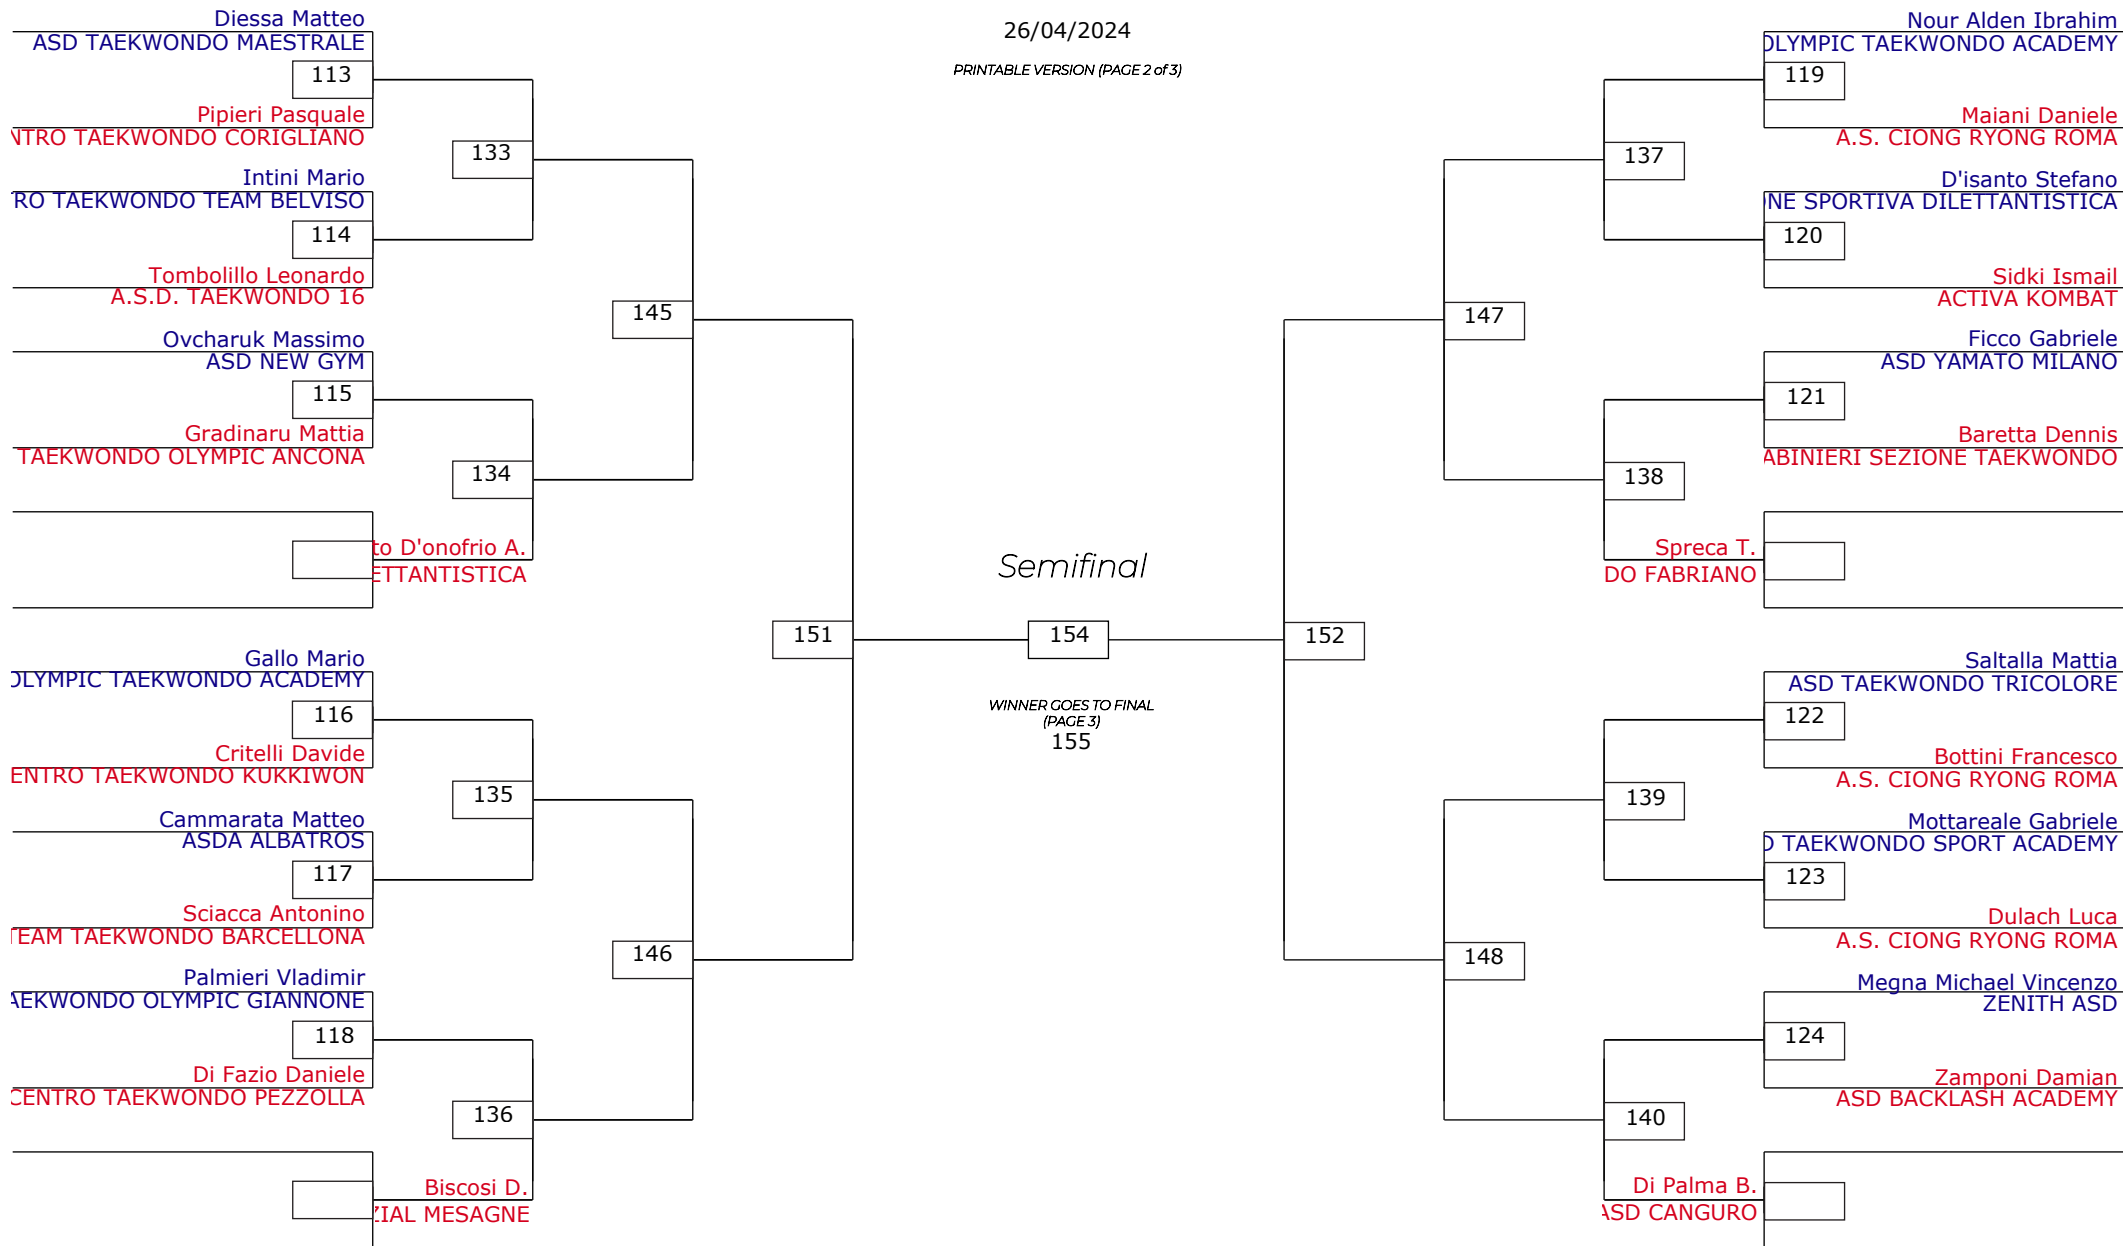 26/04/2024
PRINTABLE VERSION (PAGE 2 of 3)
Diessa Matteo
ASD TAEKWONDO MAESTRALE
113
Pipieri Pasquale
TAEKWONDO CORIGLIANO
133
Intini Mario
TAEKWONDO TEAM BELVISO
114
Tombolillo Leonardo
A.S.D. TAEKWONDO 16
145
Ovcharuk Massimo
ASD NEW GYM
115
Gradinaru Mattia
TAEKWONDO OLYMPIC ANCONA
134
to D'onofrio A.
ETTANTISTICA
151
Gallo Mario
OLYMPIC TAEKWONDO ACADEMY
116
Critelli Davide
ENTRO TAEKWONDO KUKKIWON
135
Cammarata Matteo
ASDA ALBATROS
117
Sciacca Antonino
TEAM TAEKWONDO BARCELLONA
146
Palmieri Vladimir
AEKWONDO OLYMPIC GIANNONE
118
Di Fazio Daniele
CENTRO TAEKWONDO PEZZOLLA
136
Biscosi D.
ZIAL MESAGNE
Semifinal
154
WINNER GOES TO FINAL
(PAGE 3)
155
Nour Alden Ibrahim
OLYMPIC TAEKWONDO ACADEMY
119
Maiani Daniele
A.S. CIONG RYONG ROMA
137
D'isanto Stefano
NE SPORTIVA DILETTANTISTICA
120
Sidki Ismail
ACTIVA KOMBAT
147
Ficco Gabriele
ASD YAMATO MILANO
121
Baretta Dennis
ABINIERI SEZIONE TAEKWONDO
138
Spreca T.
DO FABRIANO
152
Saltalla Mattia
ASD TAEKWONDO TRICOLORE
122
Bottini Francesco
A.S. CIONG RYONG ROMA
139
Mottareale Gabriele
TAEKWONDO SPORT ACADEMY
123
Dulach Luca
A.S. CIONG RYONG ROMA
148
Megna Michael Vincenzo
ZENITH ASD
124
Zamponi Damian
ASD BACKLASH ACADEMY
140
Di Palma B.
ASD CANGURO